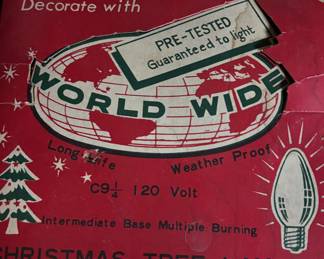 Decorate with
PRE-TESTED
Guaranteed to light
WORLD WIDE
Long Life
Weather Proof
C9¼ 120 Volt
Intermediate Base Multiple Burning
CHRISTMAS TREE